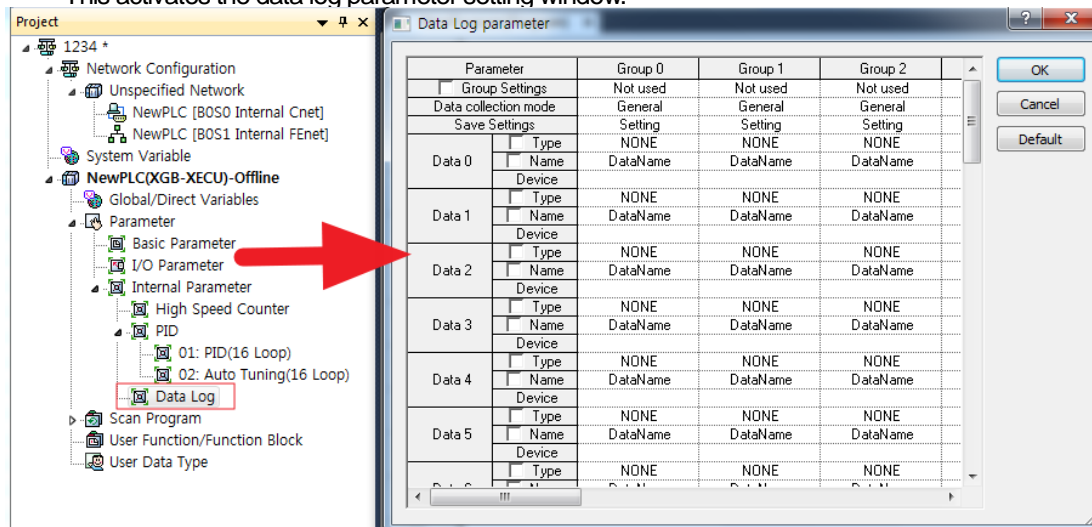 This activates the data log parameter setting window.
Project
1234 *
Network Configuration
Unspecified Network
NewPLC [B0S0 Internal Cnet]
NewPLC [B0S1 Internal FEnet]
System Variable
NewPLC(XGB-XECU)-Offline
Global/Direct Variables
Parameter
Basic Parameter
I/O Parameter
Internal Parameter
High Speed Counter
PID
01: PID(16 Loop)
02: Auto Tuning(16 Loop)
Data Log
Scan Program
User Function/Function Block
User Data Type
Data Log parameter
Parameter Group 0 Group 1 Group 2
Group Settings Not used Not used Not used
Data collection mode General General General
Save Settings Setting Setting Setting
Data 0 Type NONE NONE NONE
Name DataName DataName DataName
Device
Data 1 Type NONE NONE NONE
Name DataName DataName DataName
Device
Data 2 Type NONE NONE NONE
Name DataName DataName DataName
Device
Data 3 Type NONE NONE NONE
Name DataName DataName DataName
Device
Data 4 Type NONE NONE NONE
Name DataName DataName DataName
Device
Data 5 Type NONE NONE NONE
Name DataName DataName DataName
Device
Type NONE NONE NONE
OK
Cancel
Default